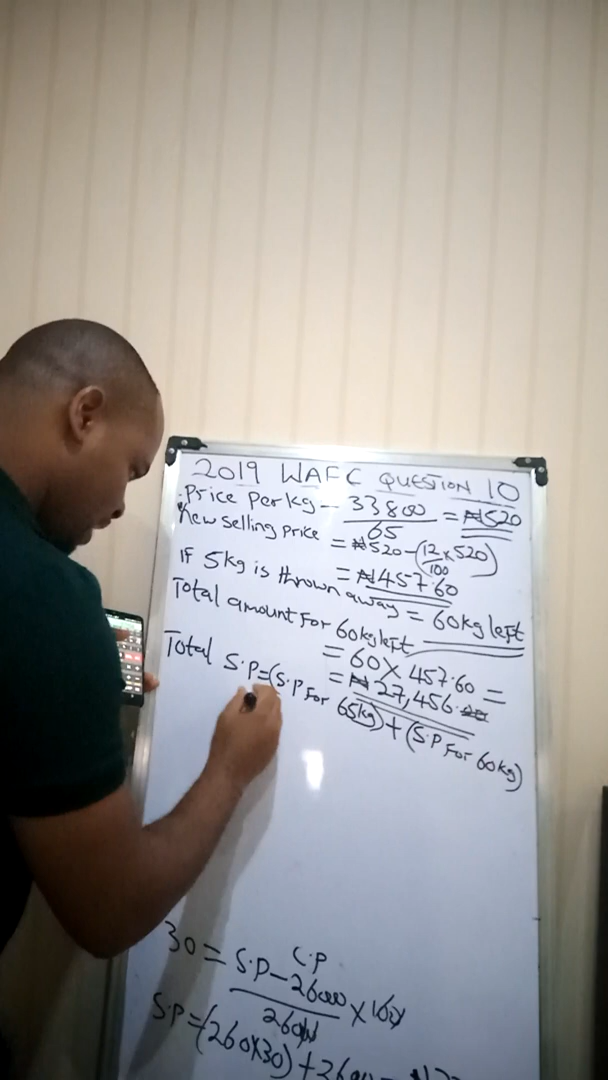 2019 WAEC QUESTION 10
Price per kg - 33800/65 = ₦520
New selling price = ₦520 - (12/100 × 520)
= ₦457.60
IF 5kg is thrown away = 60kg left
Total amount for 60kg left
= 60 × 457.60 =
= ₦27,456.
Total S.P = (S.P For 65kg) + (S.P For 60kg)
C.P
30 = S.P - 26000/26000 × 100
S.P = (260×30) + 2600